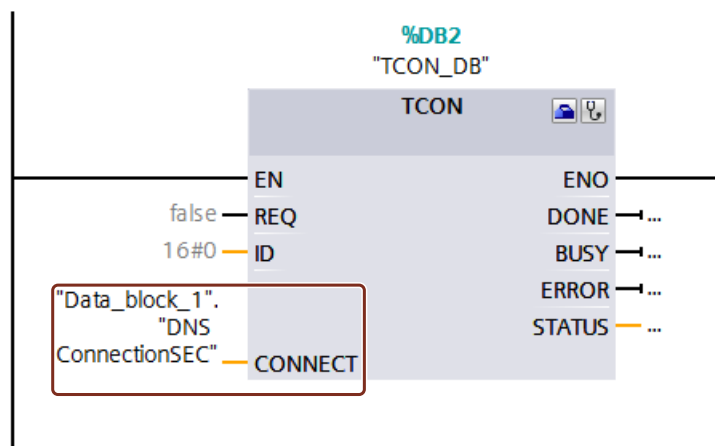 %DB2
"TCON_DB"
TCON
EN ENO
false REQ DONE ...
16#0 ID BUSY ...
ERROR ...
"Data_block_1".
"DNS STATUS ...
ConnectionSEC" CONNECT